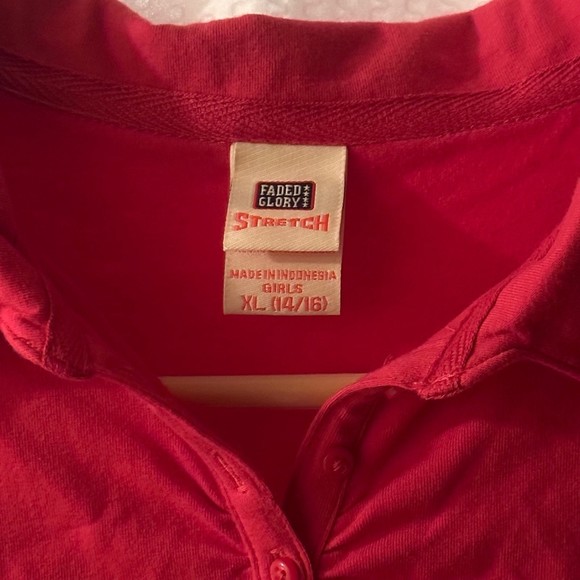 FADED
GLORY
STRETCH
MADE IN INDONESIA
GIRLS
XL (14/16)